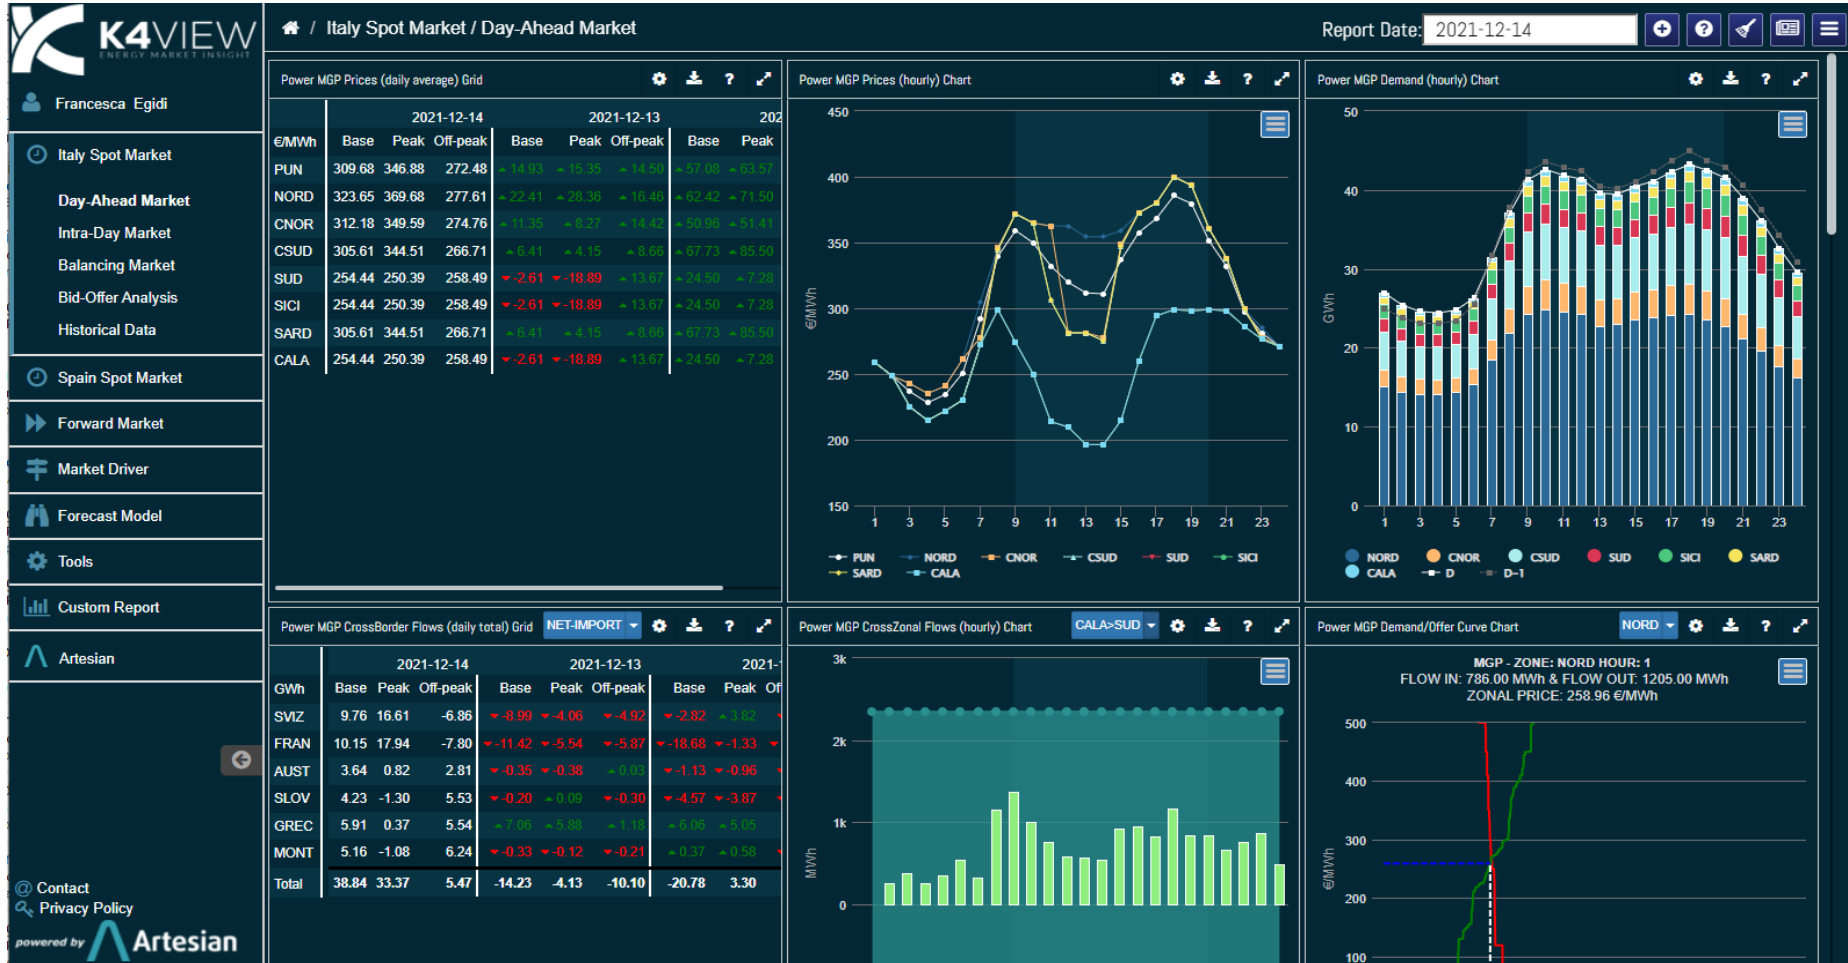 K4VIEW
ENERGY MARKET INSIGHT
Francesca Egidi
Italy Spot Market
Day-Ahead Market
Intra-Day Market
Balancing Market
Bid-Offer Analysis
Historical Data
Spain Spot Market
Forward Market
Market Driver
Forecast Model
Tools
Custom Report
Artesian
@ Contact
Privacy Policy
powered by Artesian
/ Italy Spot Market / Day-Ahead Market
Report Date: 2021-12-14
Power MGP Prices (daily average) Grid
2021-12-14 2021-12-13 202
€/MWh Base Peak Off-peak Base Peak Off-peak Base Peak
PUN 309.68 346.88 272.48 14.93 15.35 14.50 57.08 63.57
NORD 323.65 369.68 277.61 22.41 28.36 16.46 62.42 71.50
CNOR 312.18 349.59 274.76 11.35 8.27 14.42 50.96 51.41
CSUD 305.61 344.51 266.71 6.41 4.15 8.66 67.73 85.50
SUD 254.44 250.39 258.49 -2.61 -18.89 13.67 24.50 7.28
SICI 254.44 250.39 258.49 -2.61 -18.89 13.67 24.50 7.28
SARD 305.61 344.51 266.71 6.41 4.15 8.66 67.73 85.50
CALA 254.44 250.39 258.49 -2.61 -18.89 13.67 24.50 7.28
Power MGP Prices (hourly) Chart
450
400
350
300
250
200
150
€/MWh
1 3 5 7 9 11 13 15 17 19 21 23
PUN NORD CNOR CSUD SUD SICI
SARD CALA
Power MGP Demand (hourly) Chart
50
40
30
20
10
0
GWh
1 3 5 7 9 11 13 15 17 19 21 23
NORD CNOR CSUD SUD SICI SARD
CALA D D-1
Power MGP CrossBorder Flows (daily total) Grid NET-IMPORT
2021-12-14 2021-12-13 2021-1
GWh Base Peak Off-peak Base Peak Off-peak Base Peak Of
SVIZ 9.76 16.61 -6.86 -8.99 -4.06 -4.92 -2.82 3.82
FRAN 10.15 17.94 -7.80 -11.42 -5.54 -5.87 -18.68 -1.33
AUST 3.64 0.82 2.81 -0.35 -0.38 0.03 -1.13 -0.96
SLOV 4.23 -1.30 5.53 -0.20 0.09 -0.30 -4.57 -3.87
GREC 5.91 0.37 5.54 7.06 5.88 1.18 6.06 5.05
MONT 5.16 -1.08 6.24 -0.33 -0.12 -0.21 0.37 0.58
Total 38.84 33.37 5.47 -14.23 -4.13 -10.10 -20.78 3.30
Power MGP CrossZonal Flows (hourly) Chart CALA>SUD
3k
2k
1k
0
MWh
Power MGP Demand/Offer Curve Chart NORD
MGP - ZONE: NORD HOUR: 1
FLOW IN: 786.00 MWh & FLOW OUT: 1205.00 MWh
ZONAL PRICE: 258.96 €/MWh
500
400
300
200
100
€/MWh